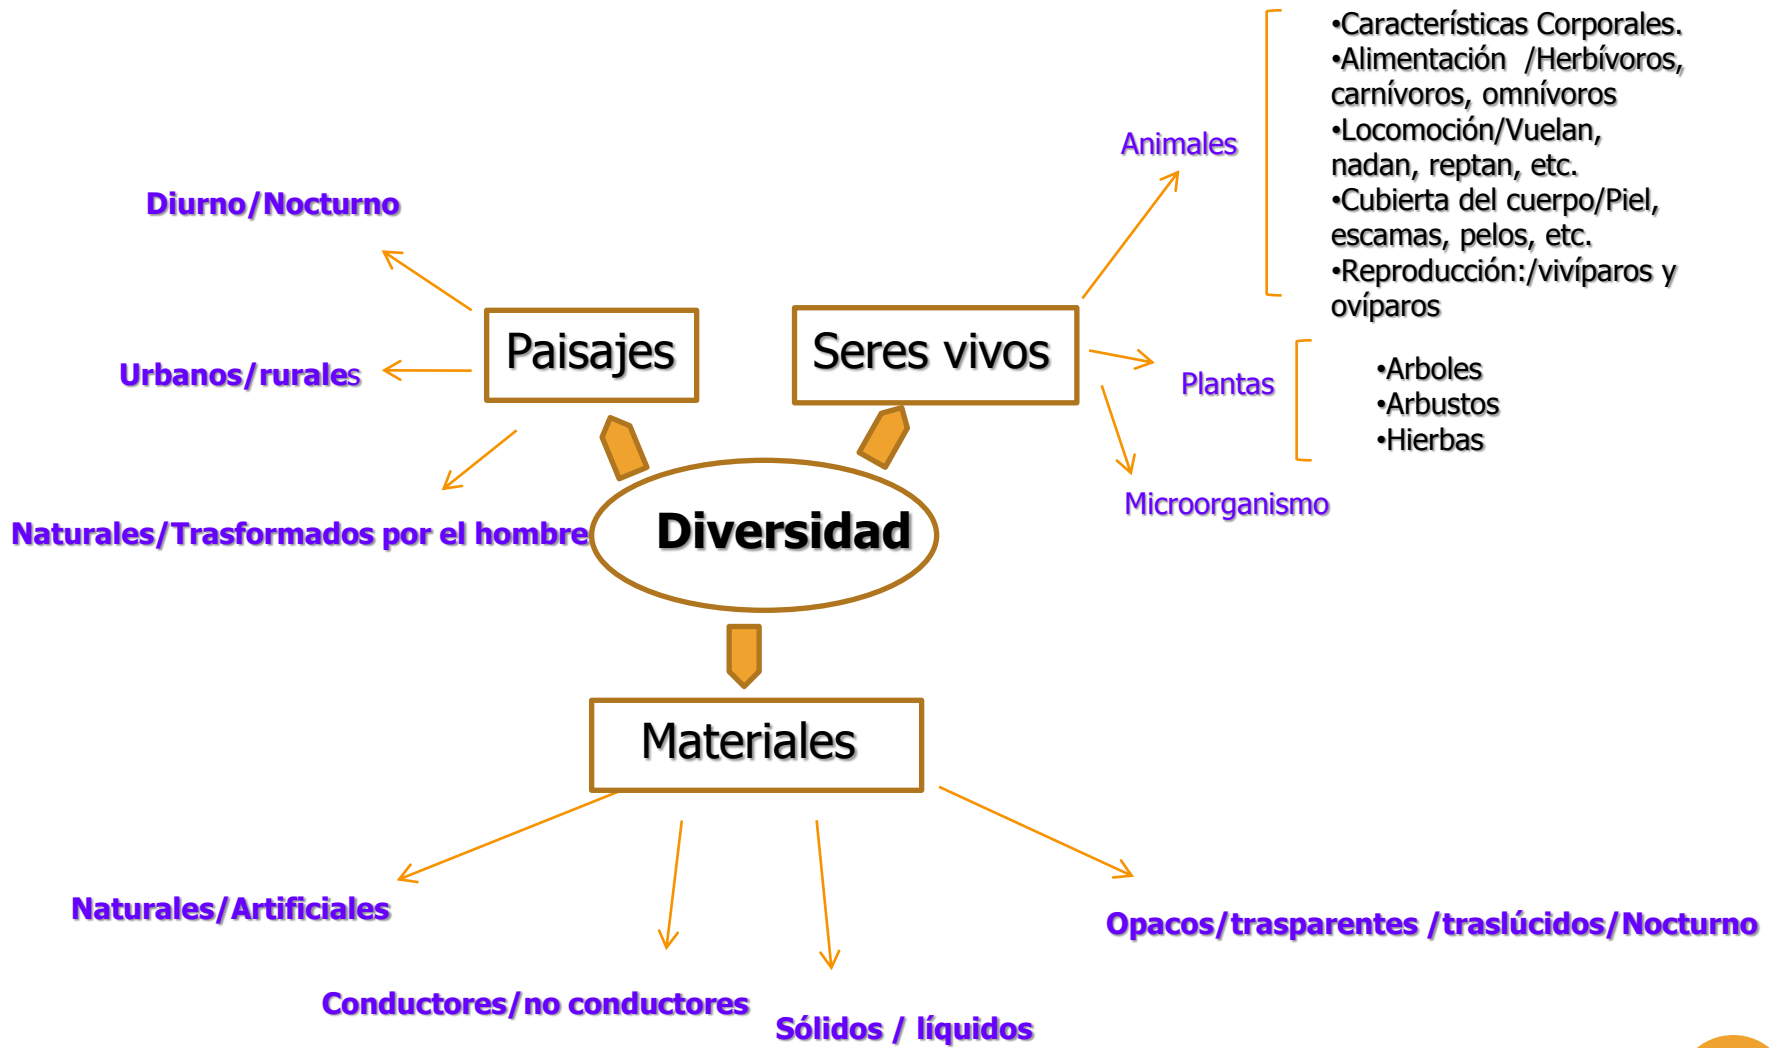 •Características Corporales.
•Alimentación /Herbívoros,
carnívoros, omnívoros
•Locomoción/Vuelan,
nadan, reptan, etc.
•Cubierta del cuerpo/Piel,
escamas, pelos, etc.
•Reproducción:/vivíparos y
ovíparos
Animales
Diurno/Nocturno
Paisajes
Seres vivos
Urbanos/rurales
Plantas
•Arboles
•Arbustos
•Hierbas
Microorganismo
Naturales/Trasformados por el hombre
Diversidad
Materiales
Naturales/Artificiales
Opacos/trasparentes /traslúcidos/Nocturno
Conductores/no conductores
Sólidos / líquidos